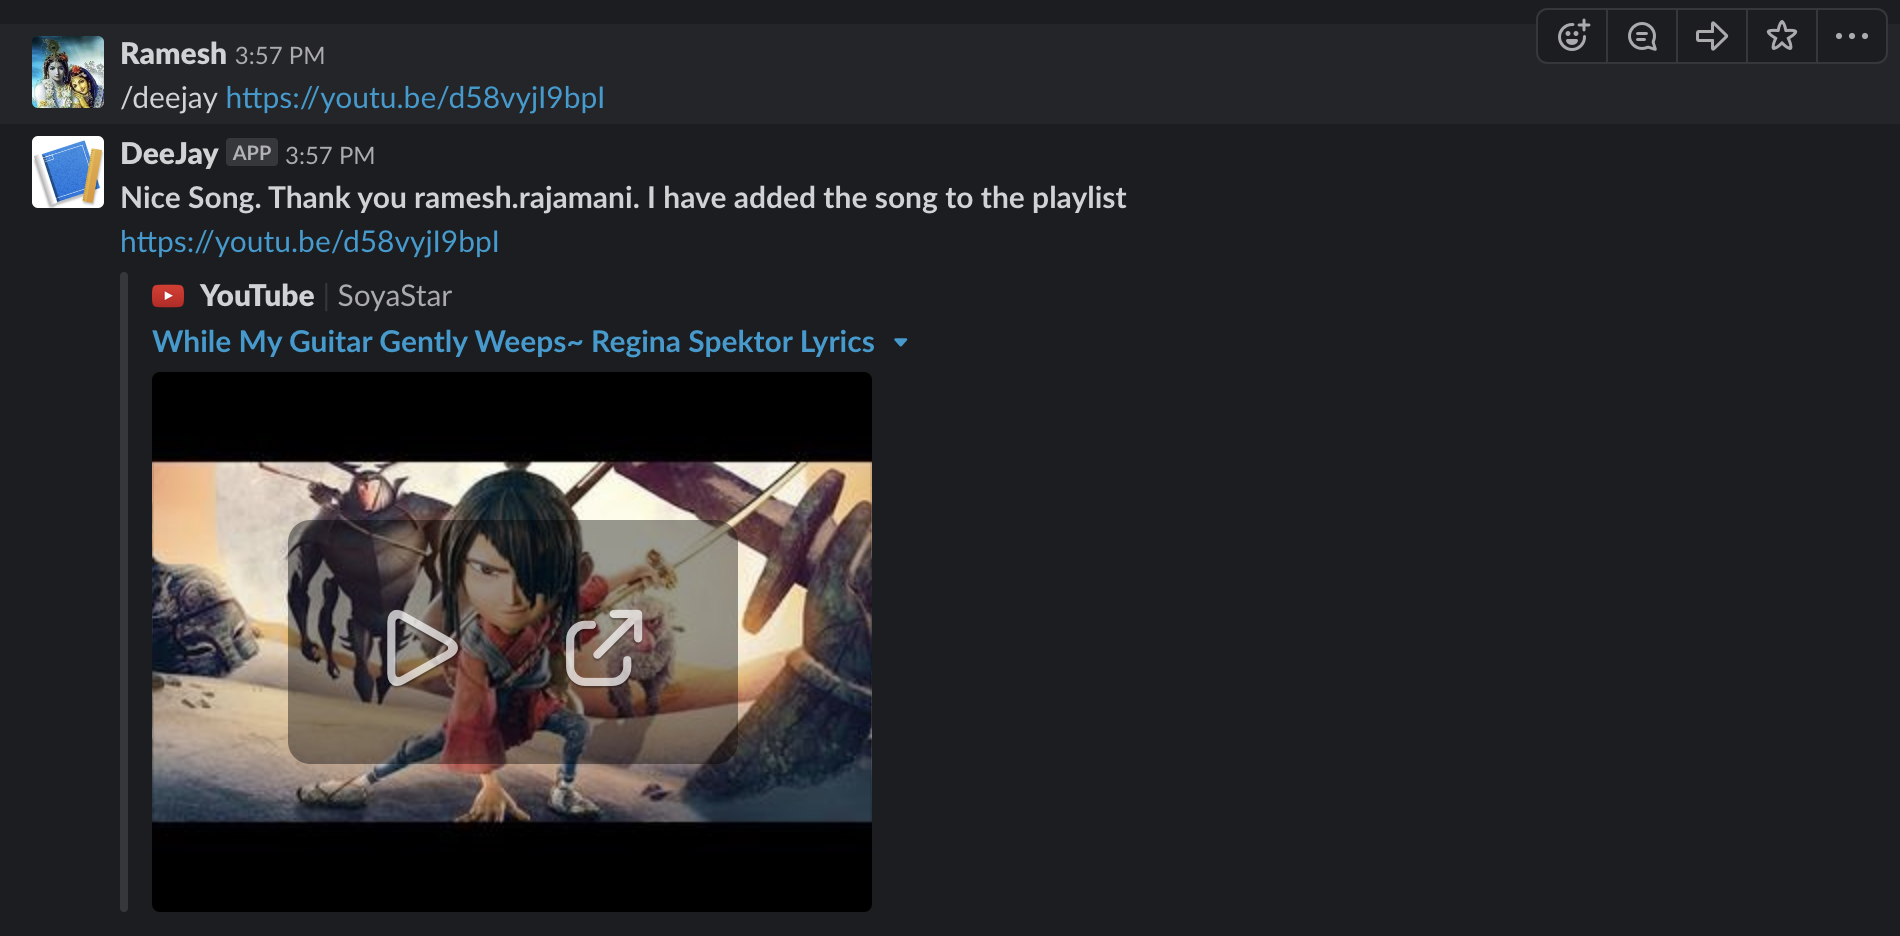 Ramesh 3:57 PM
/deejay https://youtu.be/d58vyjI9bpI
DeeJay APP 3:57 PM
Nice Song. Thank you ramesh.rajamani. I have added the song to the playlist
https://youtu.be/d58vyjI9bpI
YouTube | SoyaStar
While My Guitar Gently Weeps~ Regina Spektor Lyrics